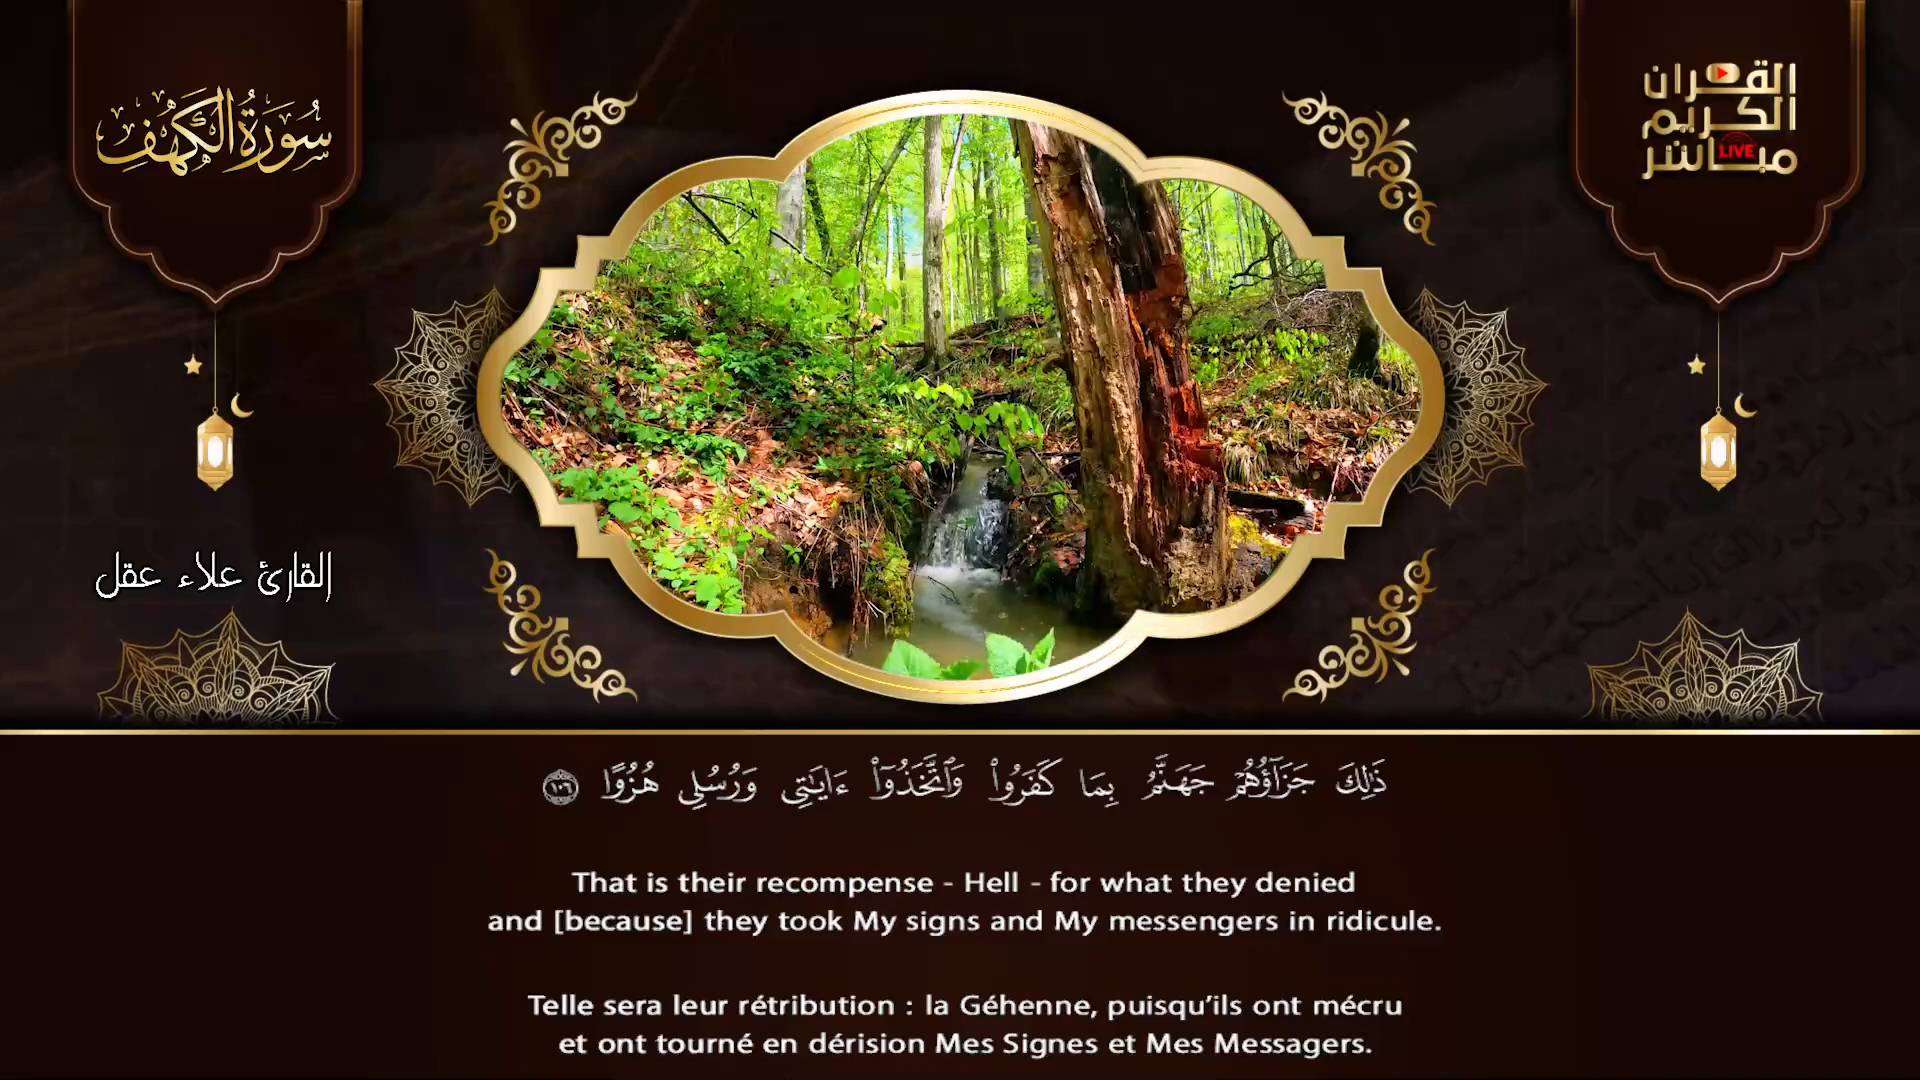 سُورَةُ الكَهْفِ
القرآن
الكريم
مباشر
LIVE
القارئ علاء عقل
ذَٰلِكَ جَزَآؤُهُمْ جَهَنَّمُ بِمَا كَفَرُوا۟ وَٱتَّخَذُوٓا۟ ءَايَـٰتِى وَرُسُلِى هُزُوًا ١٠٦
That is their recompense - Hell - for what they denied
and [because] they took My signs and My messengers in ridicule.
Telle sera leur rétribution : la Géhenne, puisqu’ils ont mécru
et ont tourné en dérision Mes Signes et Mes Messagers.